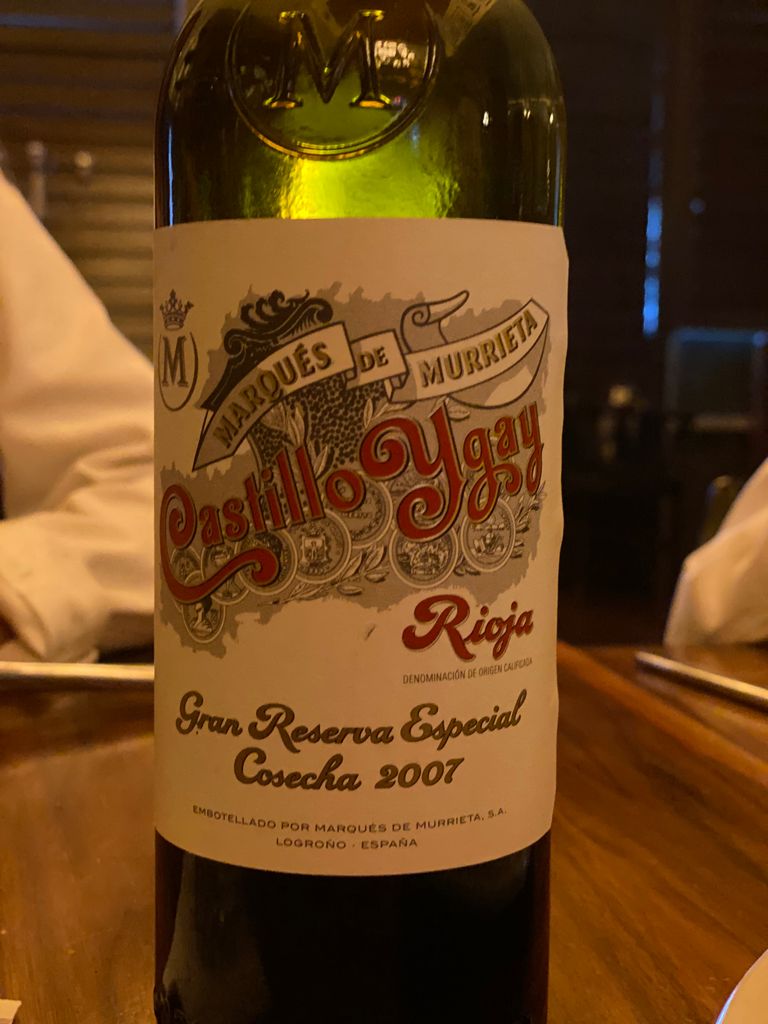 M
M
MARQUÉS DE MURRIETA
Castillo Ygay
Rioja
DENOMINACIÓN DE ORIGEN CALIFICADA
Gran Reserva Especial
Cosecha 2007
EMBOTELLADO POR MARQUÉS DE MURRIETA, S.A.
LOGROÑO · ESPAÑA